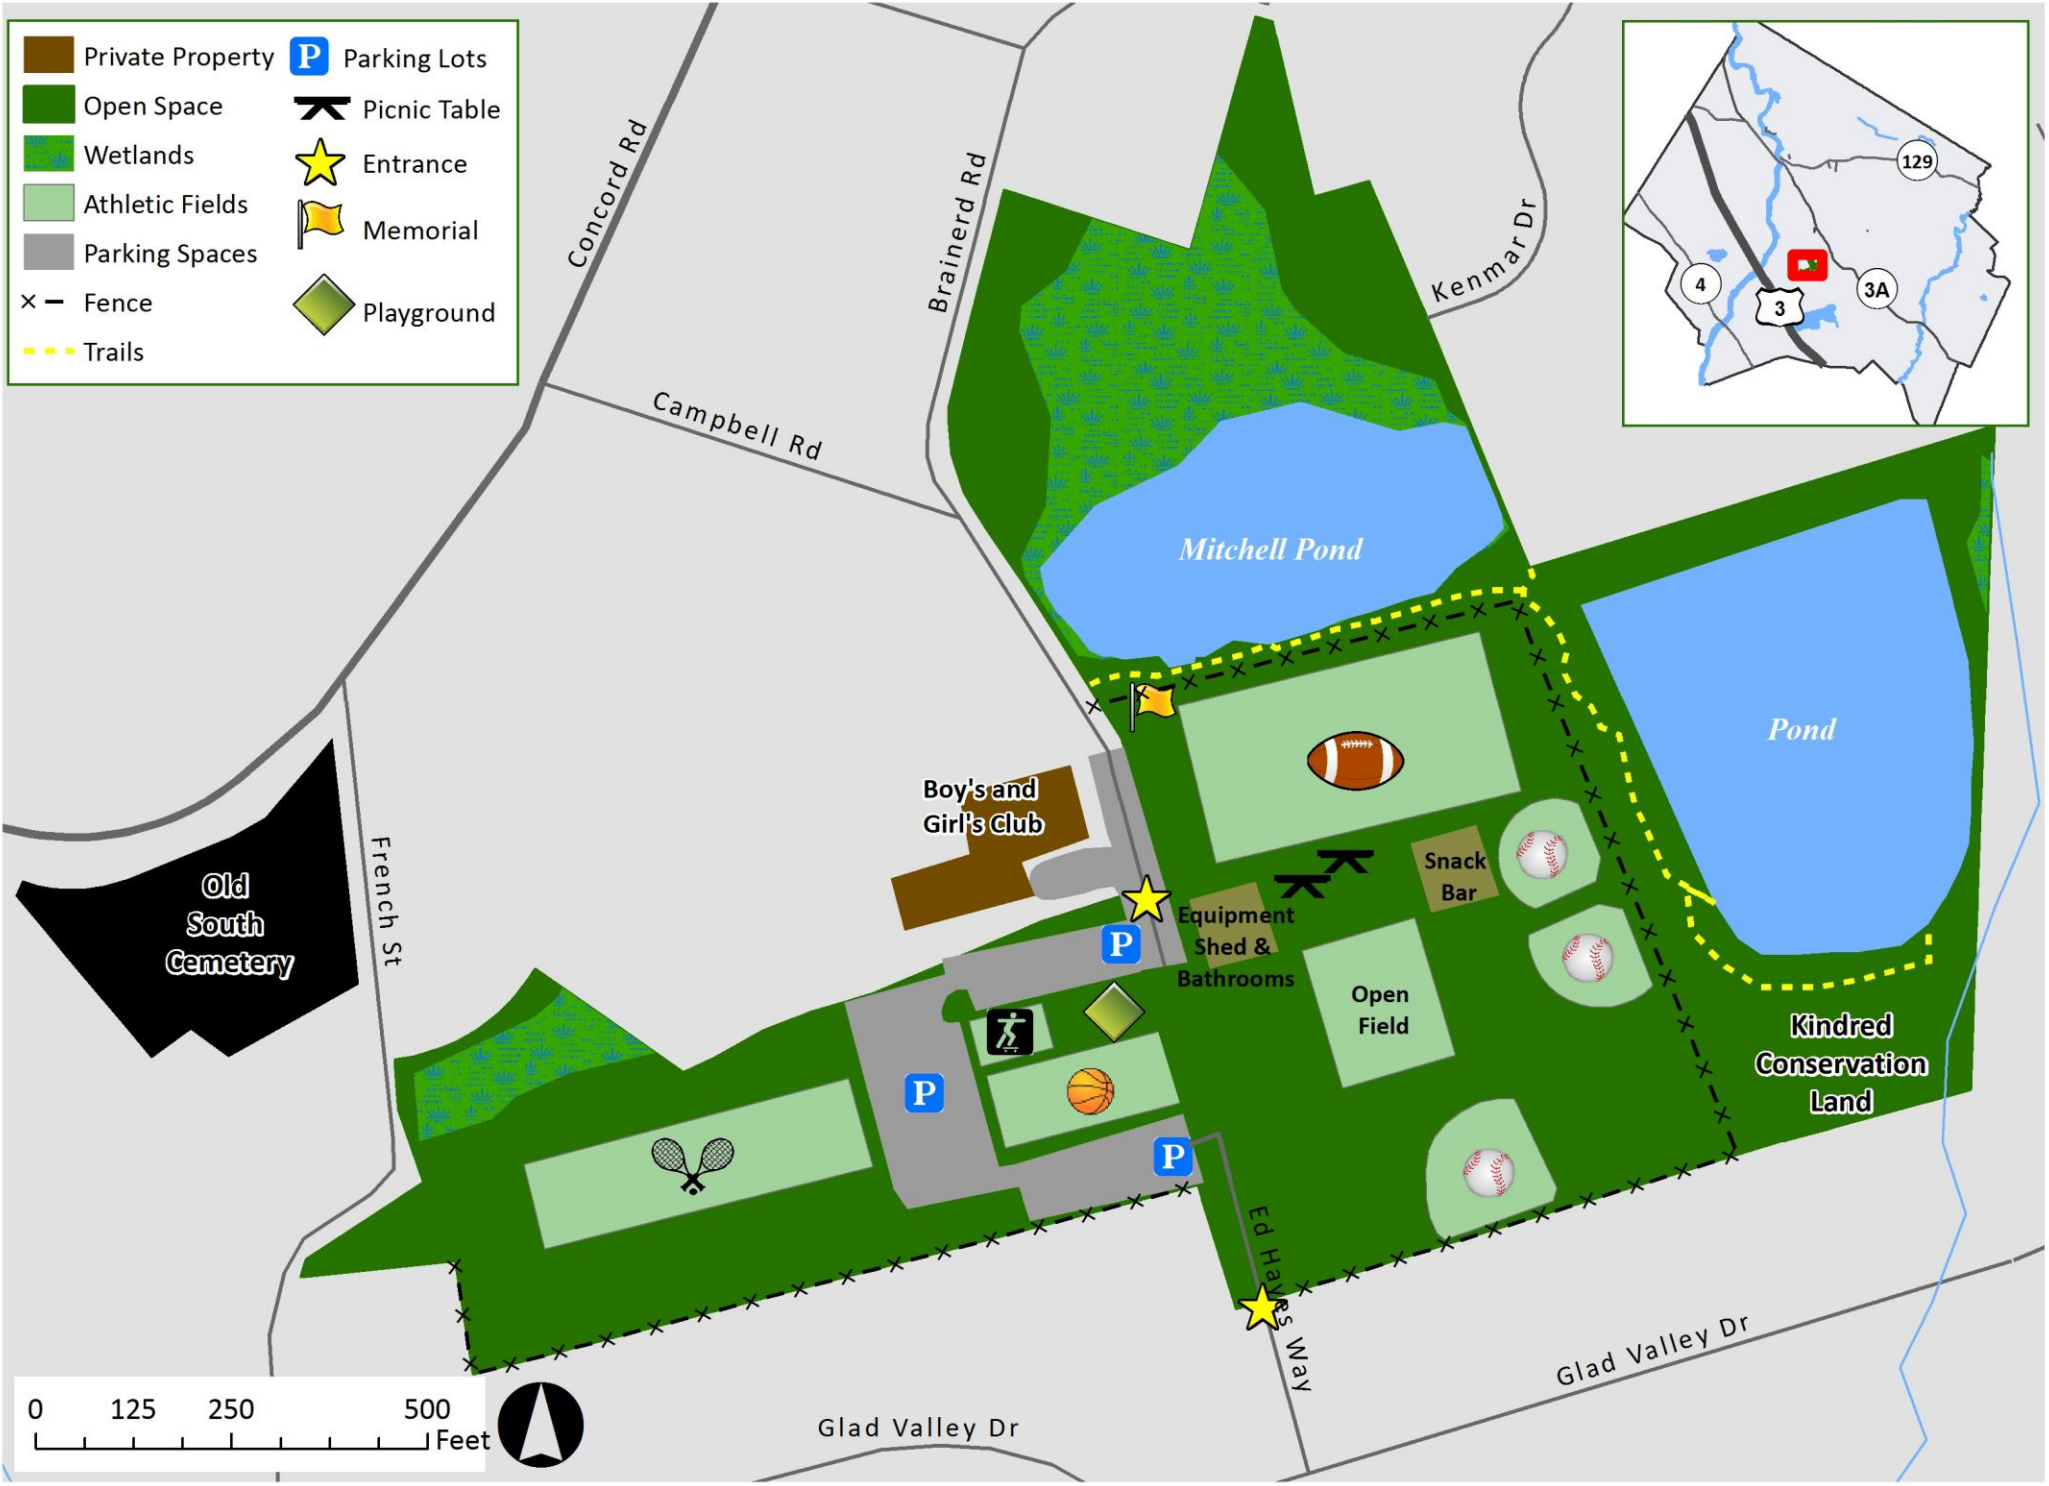 Private Property
Open Space
Wetlands
Athletic Fields
Parking Spaces
Fence
Trails
P Parking Lots
Picnic Table
Entrance
Memorial
Playground
Concord Rd
Brainerd Rd
Kenmar Dr
Campbell Rd
129
4
3
3A
Mitchell Pond
Pond
Boy's and
Girl's Club
French St
Old
South
Cemetery
Snack
Bar
Equipment
Shed &
Bathrooms
P
Open
Field
P
P
Kindred
Conservation
Land
Ed Hayes Way
Glad Valley Dr
Glad Valley Dr
0 125 250 500
Feet